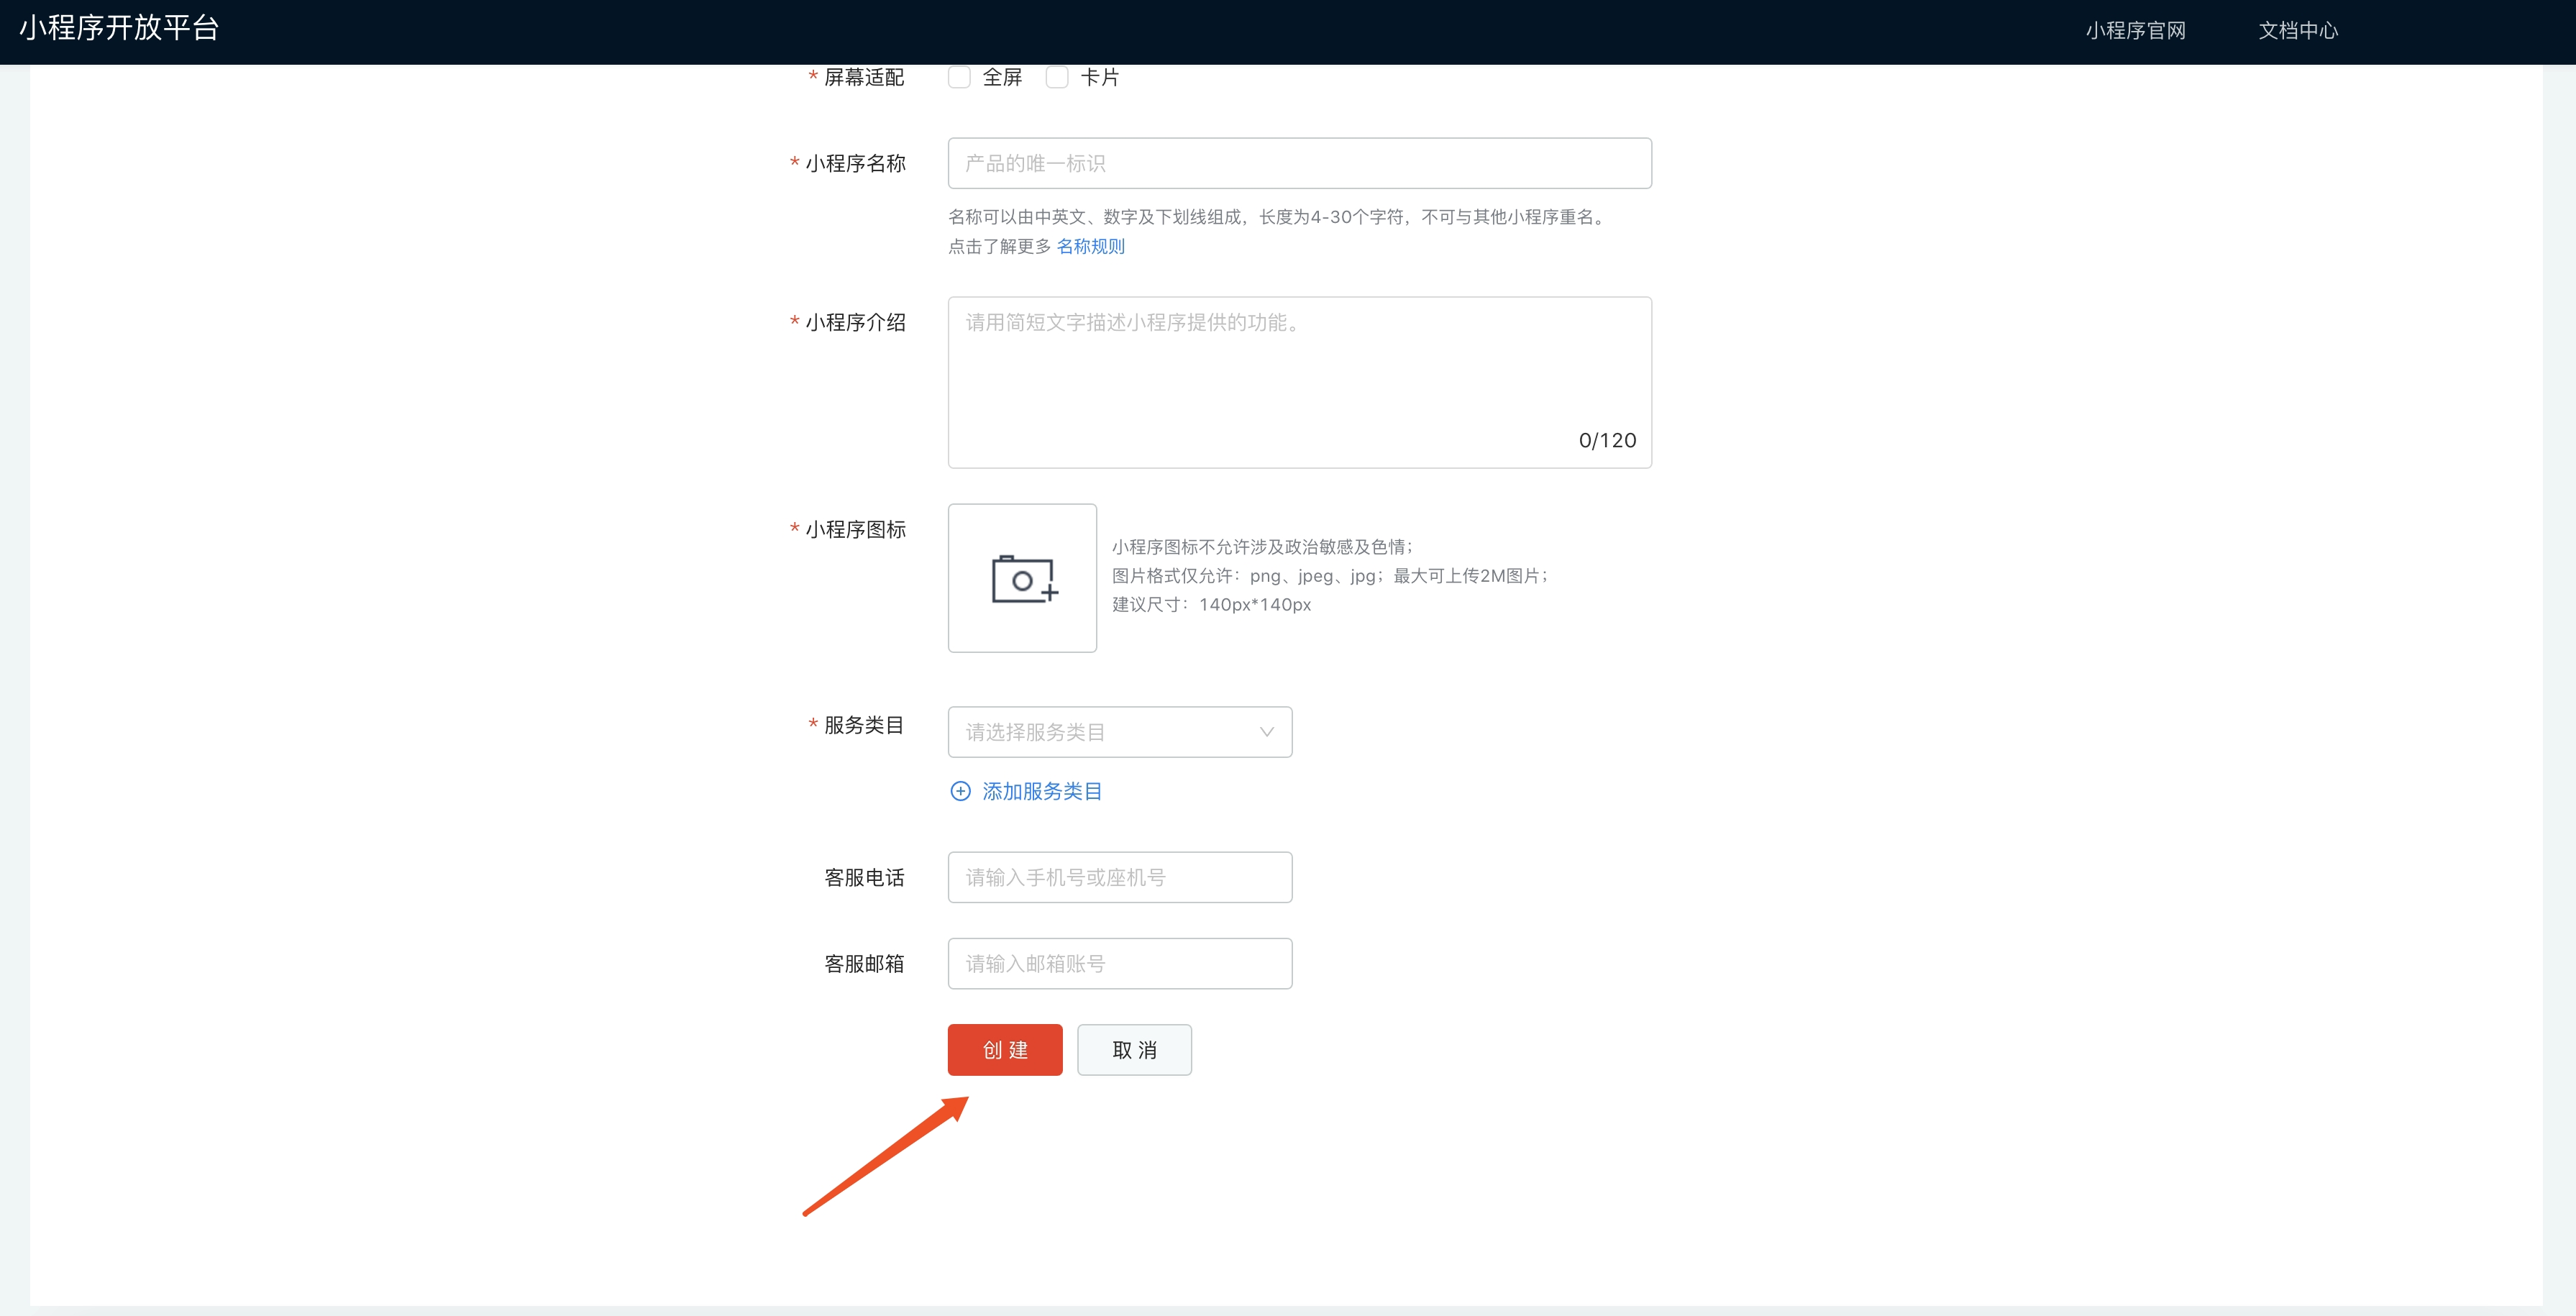 小程序开放平台
小程序官网
文档中心
* 屏幕适配
全屏
卡片
* 小程序名称
产品的唯一标识
名称可以由中英文、数字及下划线组成，长度为4-30个字符，不可与其他小程序重名。
点击了解更多 名称规则
* 小程序介绍
请用简短文字描述小程序提供的功能。
0/120
* 小程序图标
小程序图标不允许涉及政治敏感及色情；
图片格式仅允许：png、jpeg、jpg；最大可上传2M图片；
建议尺寸：140px*140px
* 服务类目
请选择服务类目
添加服务类目
客服电话
请输入手机号或座机号
客服邮箱
请输入邮箱账号
创 建
取 消